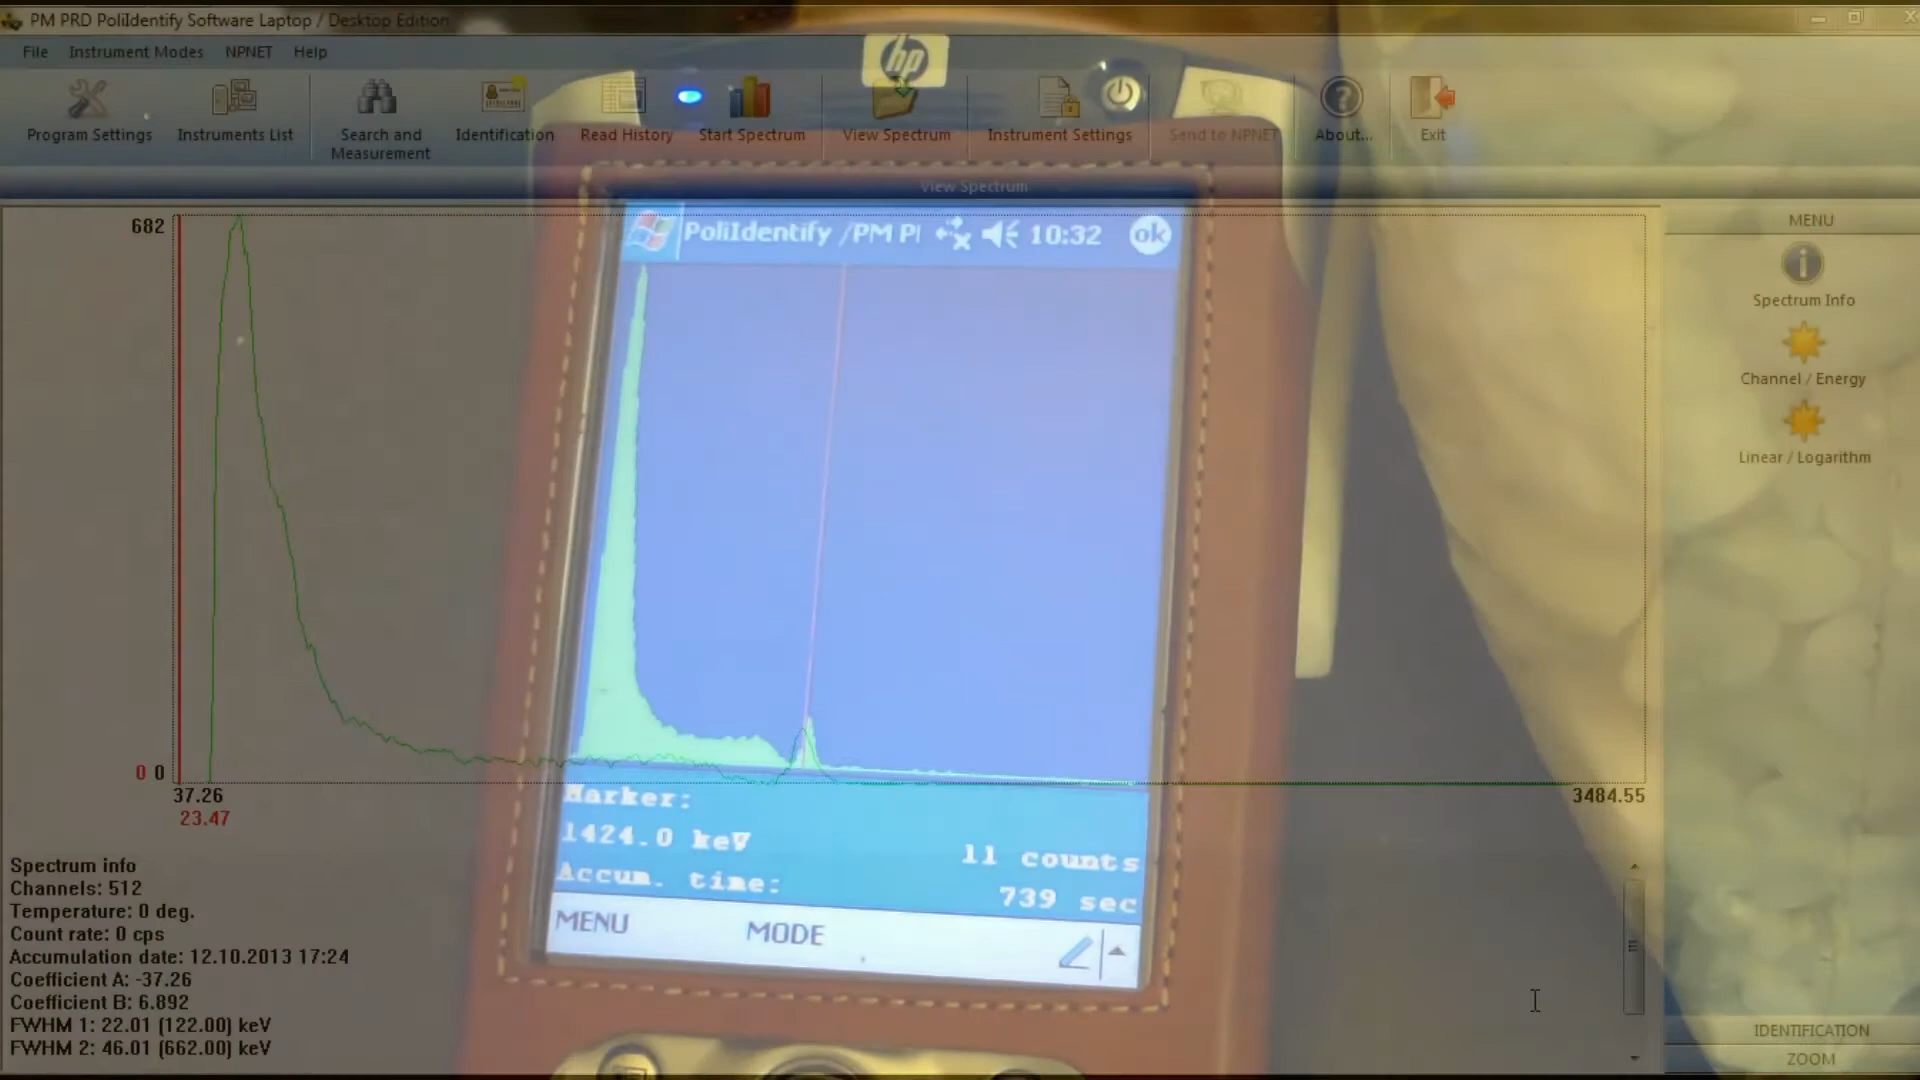 PM PRD PoliIdentify Software Laptop / Desktop Edition
File Instrument Modes NPNET Help
hp
Program Settings Instruments List Search and Measurement Identification Read History Start Spectrum View Spectrum Instrument Settings Send to NPNET About... Exit
View Spectrum
682
MENU
PoliIdentify /PM P 10:32 ok
Spectrum Info
Channel / Energy
Linear / Logarithm
0 0
37.26
3484.55
23.47
Marker:
1424.0 keV
11 counts
Accum. time:
739 sec
MENU MODE
Spectrum info
Channels: 512
Temperature: 0 deg.
Count rate: 0 cps
Accumulation date: 12.10.2013 17:24
Coefficient A: -37.26
Coefficient B: 6.892
FWHM 1: 22.01 (122.00) keV
FWHM 2: 46.01 (662.00) keV
IDENTIFICATION
ZOOM